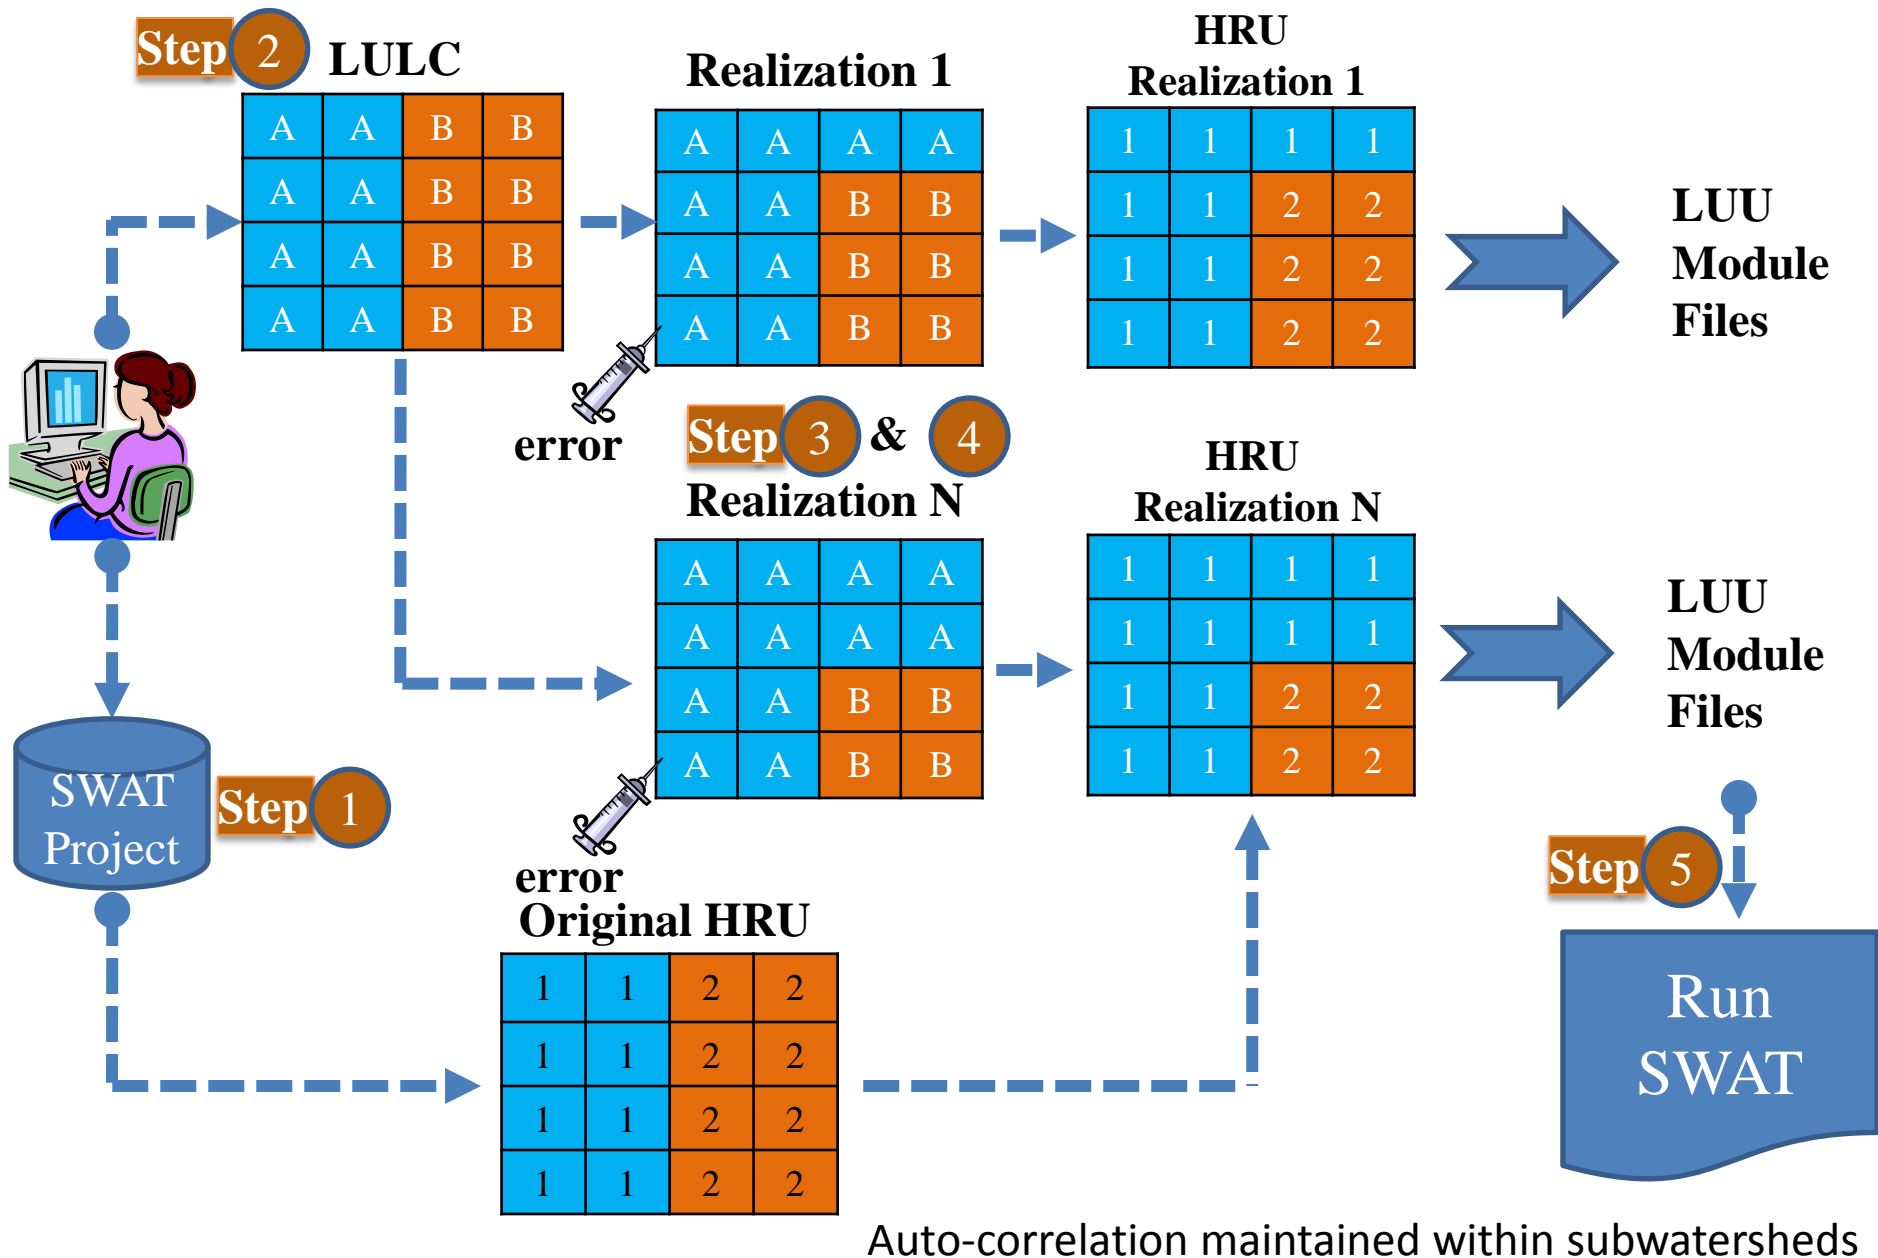 Step 2
LULC
A A B B
A A B B
A A B B
A A B B
Realization 1
A A A A
A A B B
A A B B
A A B B
error
HRU
Realization 1
1 1 1 1
1 1 2 2
1 1 2 2
1 1 2 2
LUU
Module
Files
Step 3 & 4
Realization N
A A A A
A A A A
A A B B
A A B B
error
HRU
Realization N
1 1 1 1
1 1 1 1
1 1 2 2
1 1 2 2
LUU
Module
Files
SWAT
Project
Step 1
Original HRU
1 1 2 2
1 1 2 2
1 1 2 2
1 1 2 2
Step 5
Run
SWAT
Auto-correlation maintained within subwatersheds